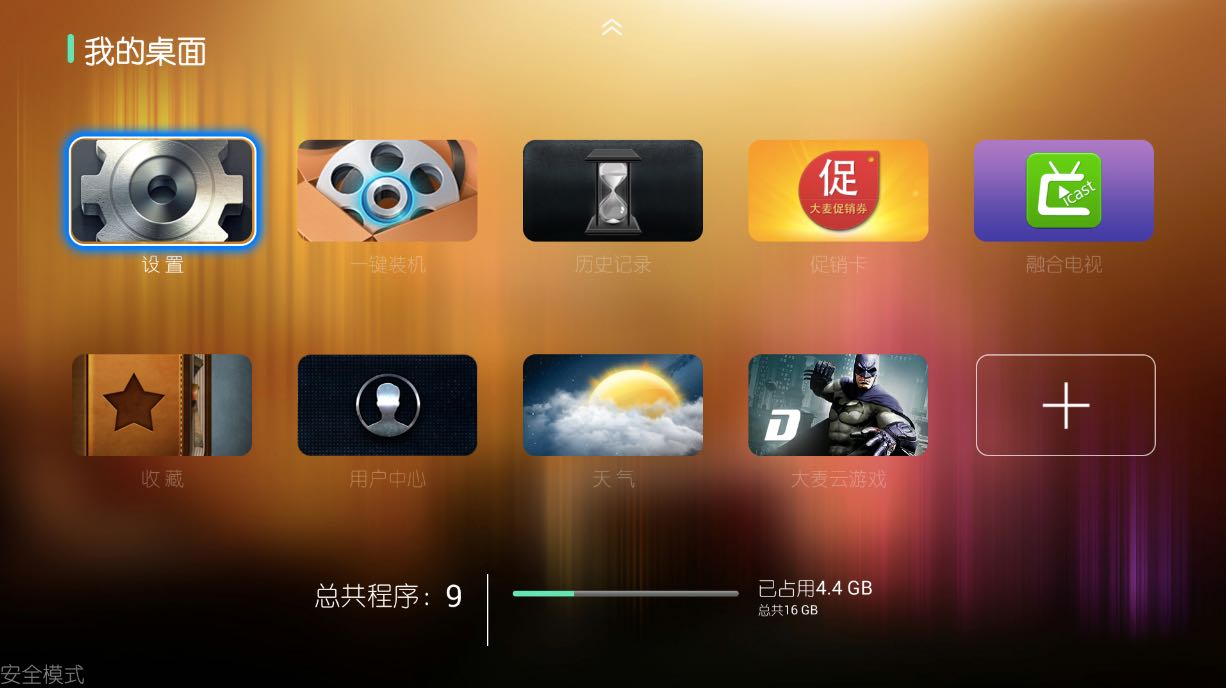 我的桌面
促
大麦促销券
tcast
设置
一键装机
历史记录
促销卡
融合电视
D
收藏
用户中心
天气
大麦云游戏
总共程序：9
已占用4.4 GB
总共16 GB
安全模式